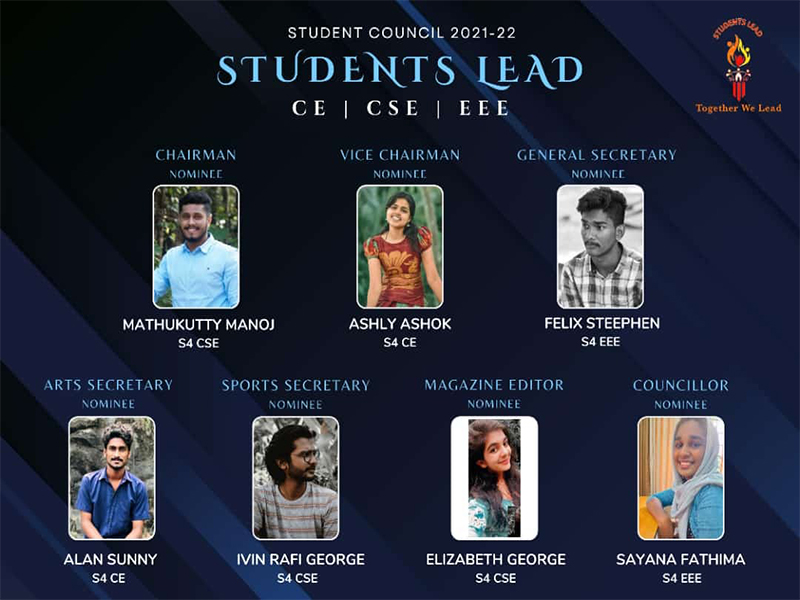 STUDENT COUNCIL 2021-22
STUDENTS LEAD
CE | CSE | EEE
STUDENTS LEAD
Together We Lead
CHAIRMAN
NOMINEE
MATHUKUTTY MANOJ
S4 CSE
VICE CHAIRMAN
NOMINEE
ASHLY ASHOK
S4 CE
GENERAL SECRETARY
NOMINEE
FELIX STEEPHEN
S4 EEE
ARTS SECRETARY
NOMINEE
ALAN SUNNY
S4 CE
SPORTS SECRETARY
NOMINEE
IVIN RAFI GEORGE
S4 CSE
MAGAZINE EDITOR
NOMINEE
ELIZABETH GEORGE
S4 CSE
COUNCILLOR
NOMINEE
SAYANA FATHIMA
S4 EEE